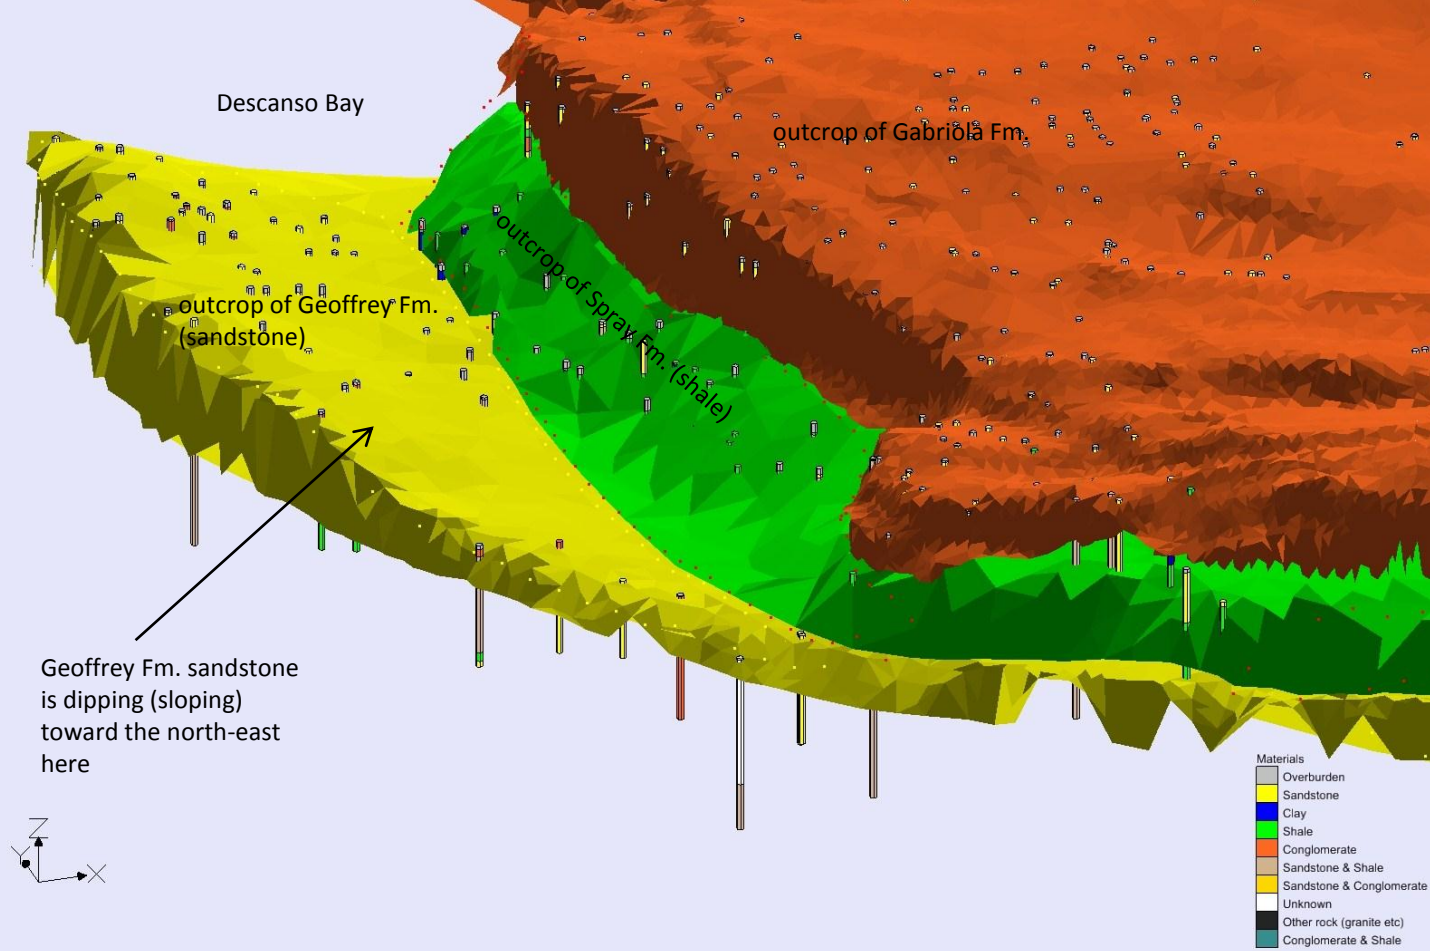 Descanso Bay
outcrop of Gabriola Fm.
outcrop of Spray Fm. (shale)
outcrop of Geoffrey Fm.
(sandstone)
Geoffrey Fm. sandstone
is dipping (sloping)
toward the north-east
here
Z
Y
X
Materials
Overburden
Sandstone
Clay
Shale
Conglomerate
Sandstone & Shale
Sandstone & Conglomerate
Unknown
Other rock (granite etc)
Conglomerate & Shale